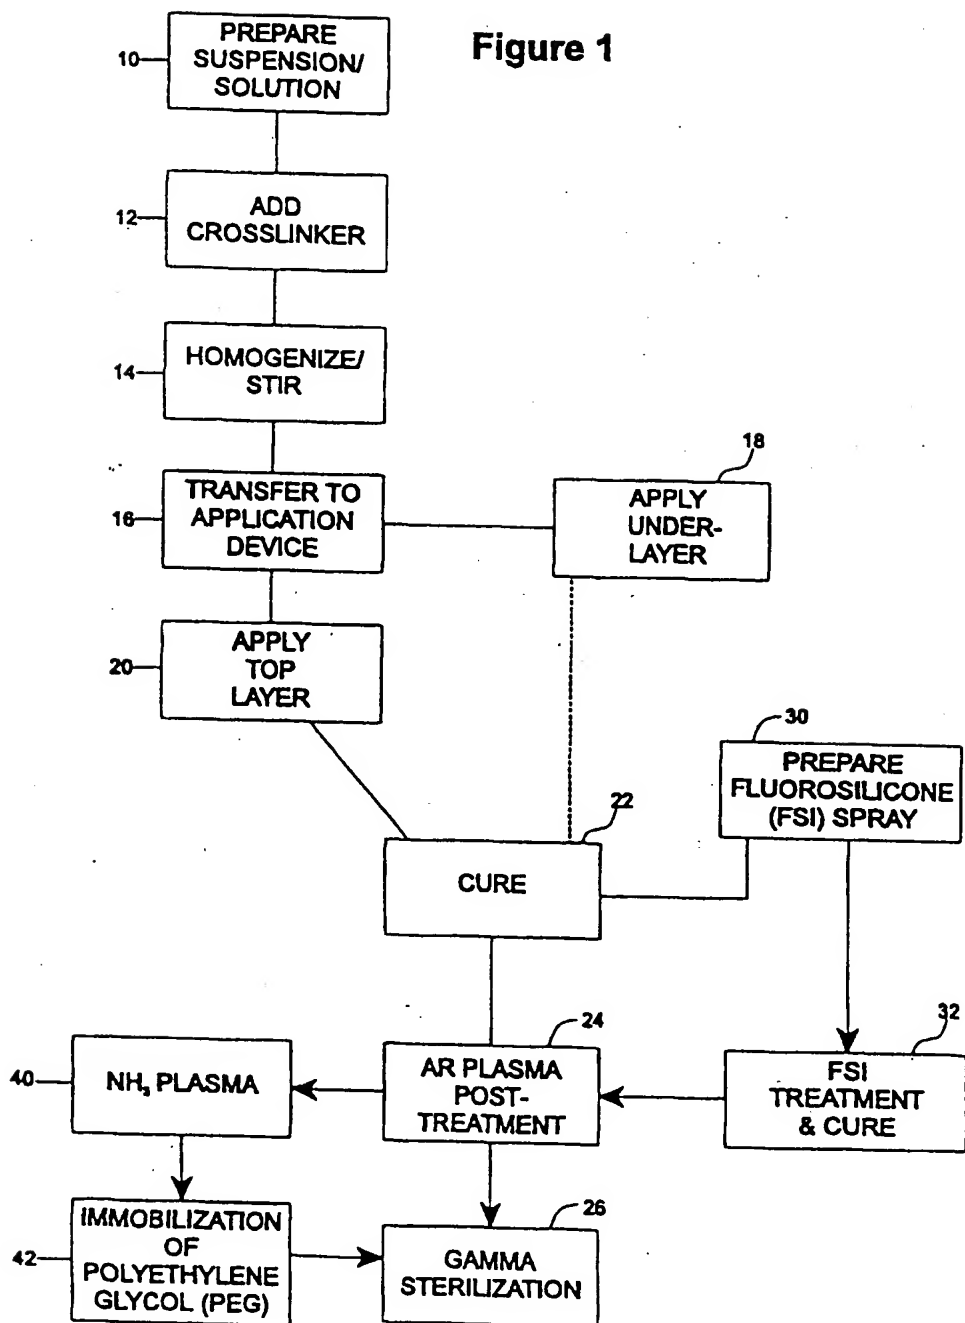 Figure 1
10
PREPARE
SUSPENSION/
SOLUTION
12
ADD
CROSSLINKER
14
HOMOGENIZE/
STIR
16
TRANSFER TO
APPLICATION
DEVICE
18
APPLY
UNDER-
LAYER
20
APPLY
TOP
LAYER
22
CURE
30
PREPARE
FLUOROSILICONE
(FSI) SPRAY
24
AR PLASMA
POST-
TREATMENT
32
FSI
TREATMENT
& CURE
40
NH₃ PLASMA
42
IMMOBILIZATION
OF
POLYETHYLENE
GLYCOL (PEG)
26
GAMMA
STERILIZATION